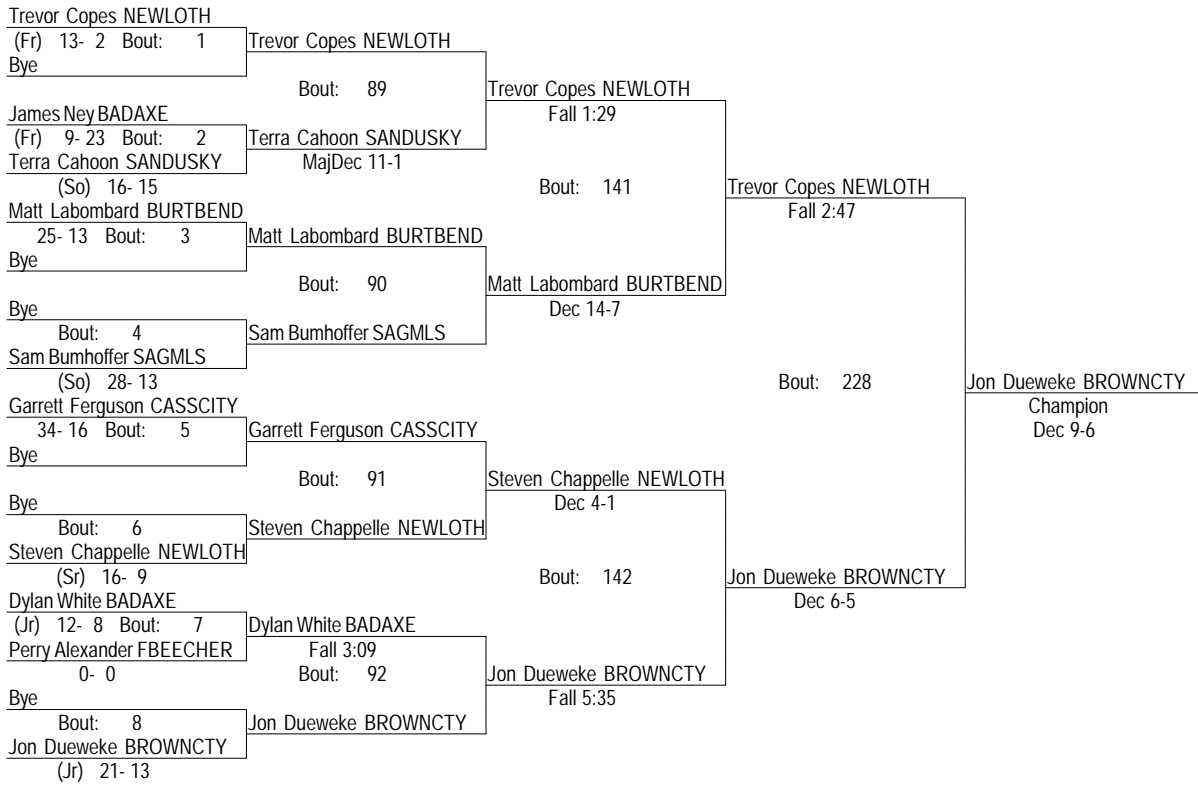 Trevor Copes NEWLOTH
(Fr) 13- 2 Bout: 1
Trevor Copes NEWLOTH
Bye
Bout: 89
Trevor Copes NEWLOTH
James Ney BADAXE
Fall 1:29
(Fr) 9- 23 Bout: 2
Terra Cahoon SANDUSKY
Terra Cahoon SANDUSKY
MajDec 11-1
(So) 16- 15
Bout: 141
Trevor Copes NEWLOTH
Matt Labombard BURTBEND
Fall 2:47
25- 13 Bout: 3
Matt Labombard BURTBEND
Bye
Bout: 90
Matt Labombard BURTBEND
Bye
Dec 14-7
Bout: 4
Sam Bumhoffer SAGMLS
Sam Bumhoffer SAGMLS
(So) 28- 13
Bout: 228
Jon Dueweke BROWNCTY
Garrett Ferguson CASSCITY
Champion
34- 16 Bout: 5
Garrett Ferguson CASSCITY
Dec 9-6
Bye
Bout: 91
Steven Chappelle NEWLOTH
Bye
Dec 4-1
Bout: 6
Steven Chappelle NEWLOTH
Steven Chappelle NEWLOTH
(Sr) 16- 9
Bout: 142
Jon Dueweke BROWNCTY
Dylan White BADAXE
Dec 6-5
(Jr) 12- 8 Bout: 7
Dylan White BADAXE
Perry Alexander FBEECHER
Fall 3:09
0- 0
Bout: 92
Jon Dueweke BROWNCTY
Bye
Fall 5:35
Bout: 8
Jon Dueweke BROWNCTY
Jon Dueweke BROWNCTY
(Jr) 21- 13